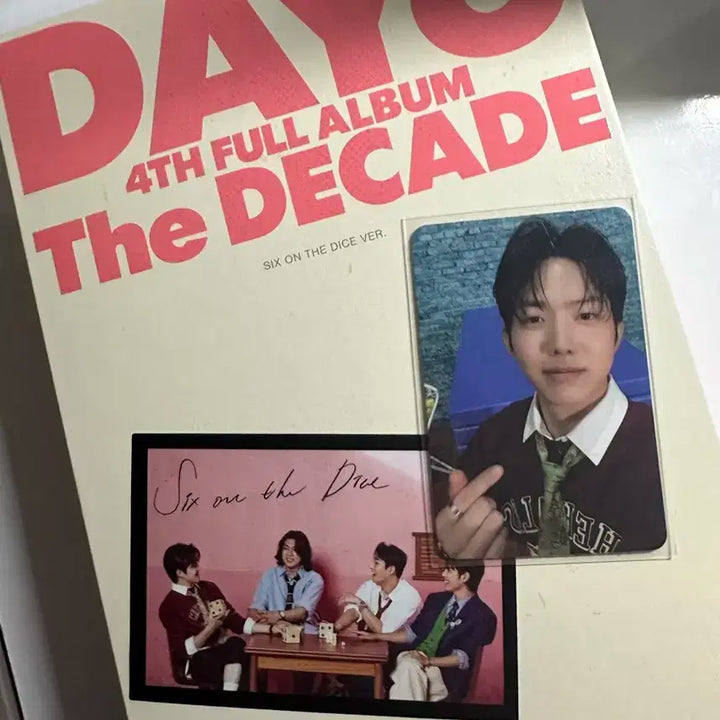 DAY6
4TH FULL ALBUM
The DECADE
SIX ON THE DICE VER.
Six on the Dice